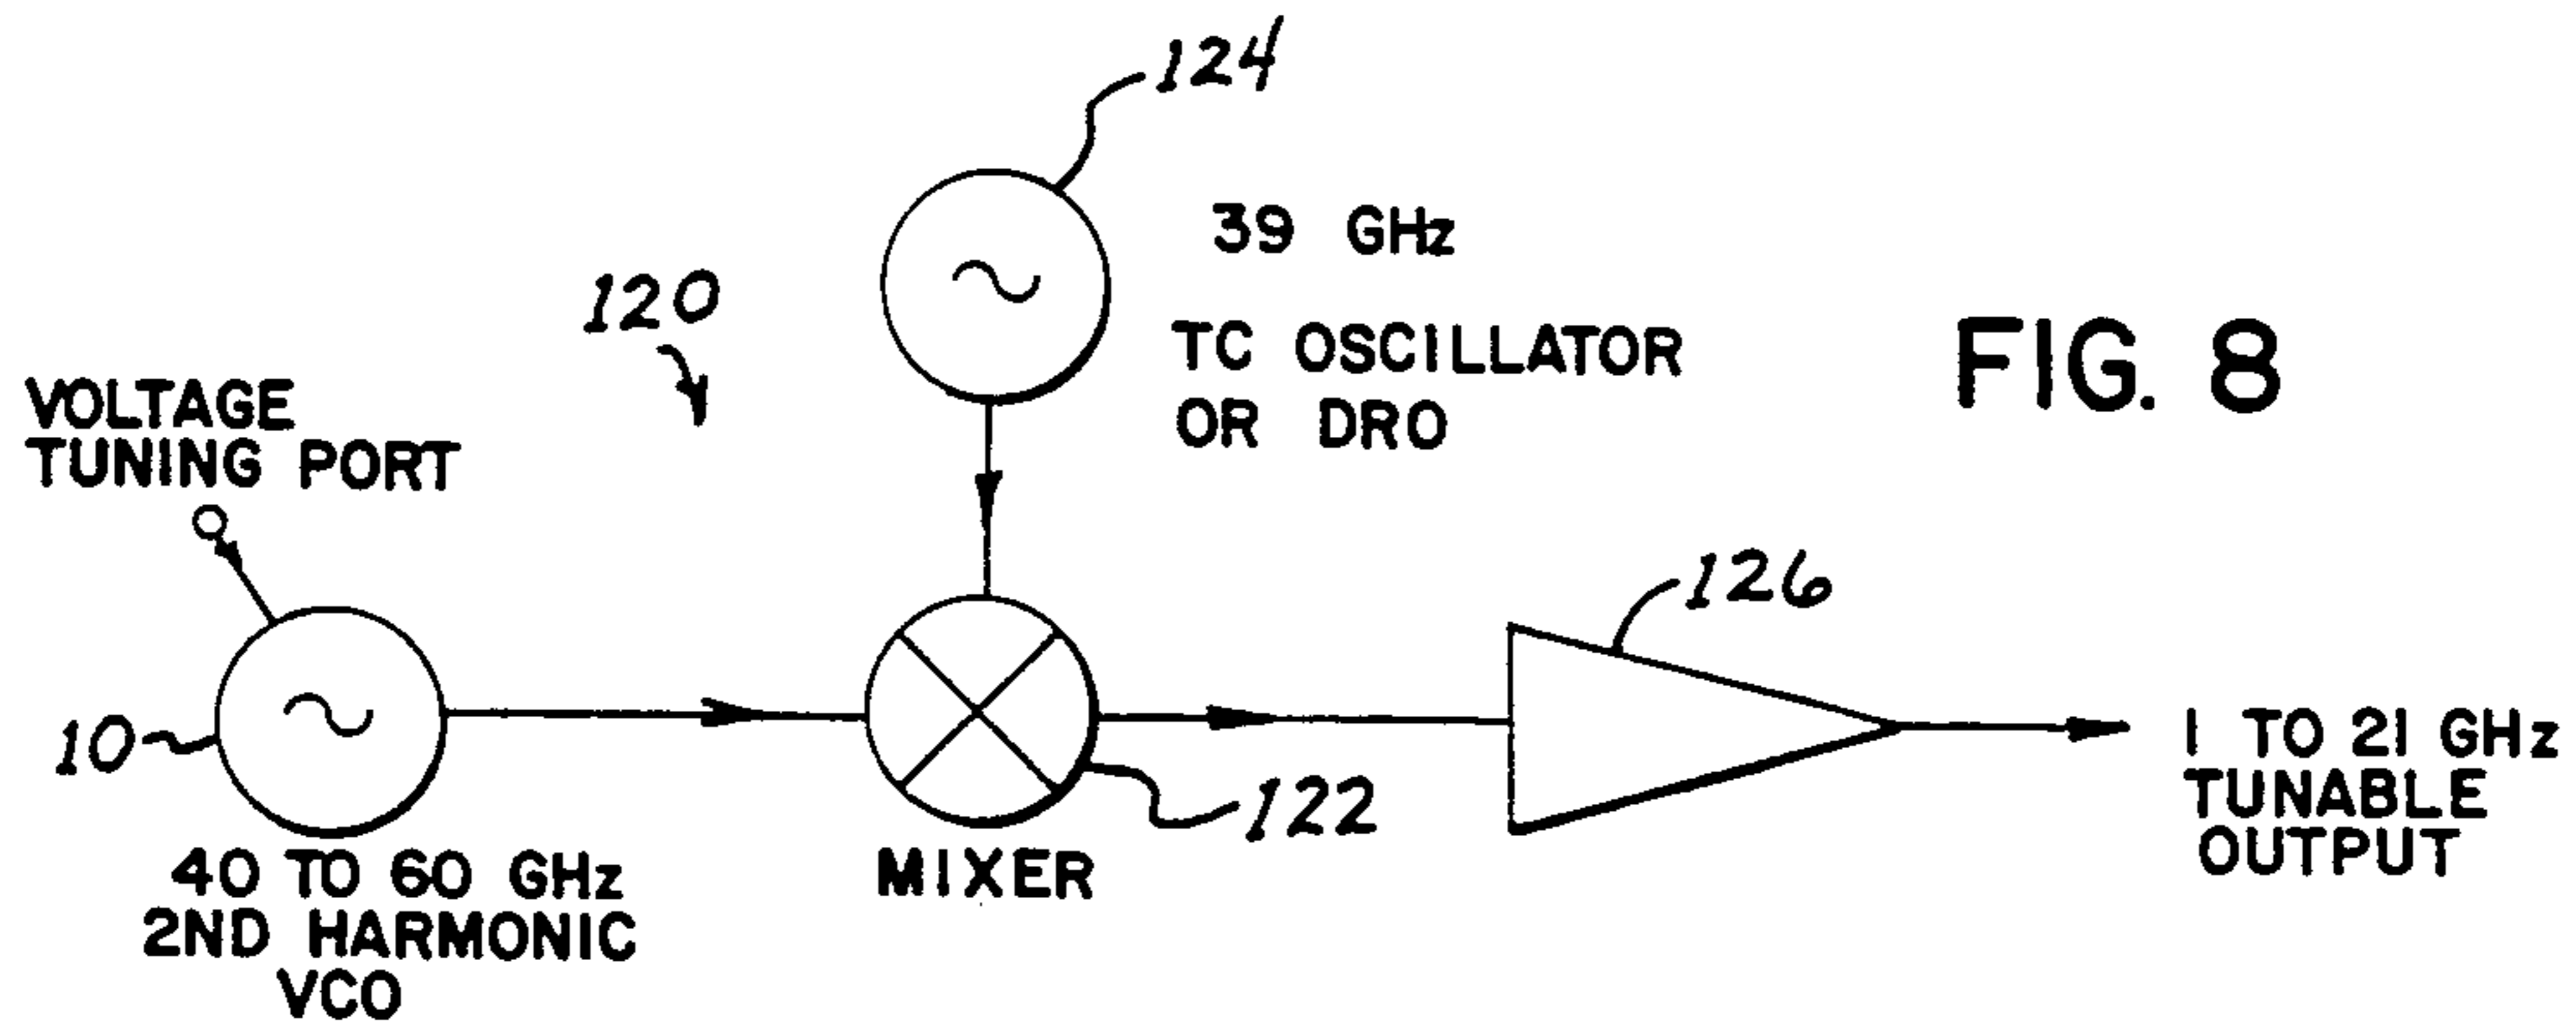 124
39 GHz
120
TC OSCILLATOR
OR DRO
FIG. 8
VOLTAGE
TUNING PORT
126
10
122
1 TO 21 GHz
TUNABLE
OUTPUT
40 TO 60 GHz
2ND HARMONIC
VCO
MIXER